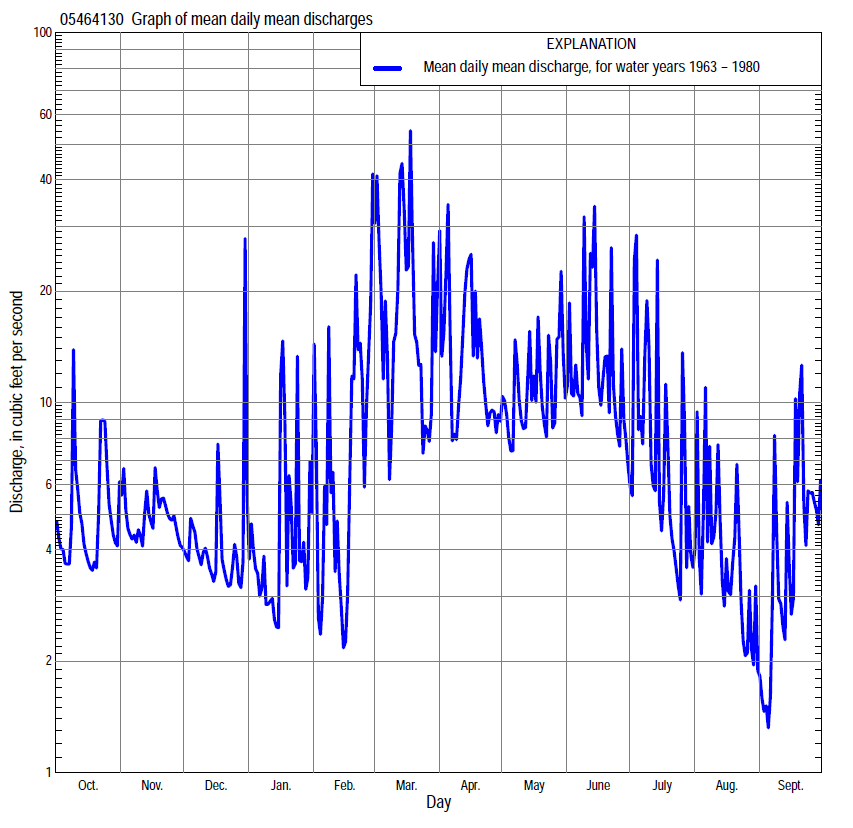 05464130 Graph of mean daily mean discharges
EXPLANATION
Mean daily mean discharge, for water years 1963 – 1980
Discharge, in cubic feet per second
100
60
40
20
10
6
4
2
1
Oct. Nov. Dec. Jan. Feb. Mar. Apr. May June July Aug. Sept.
Day